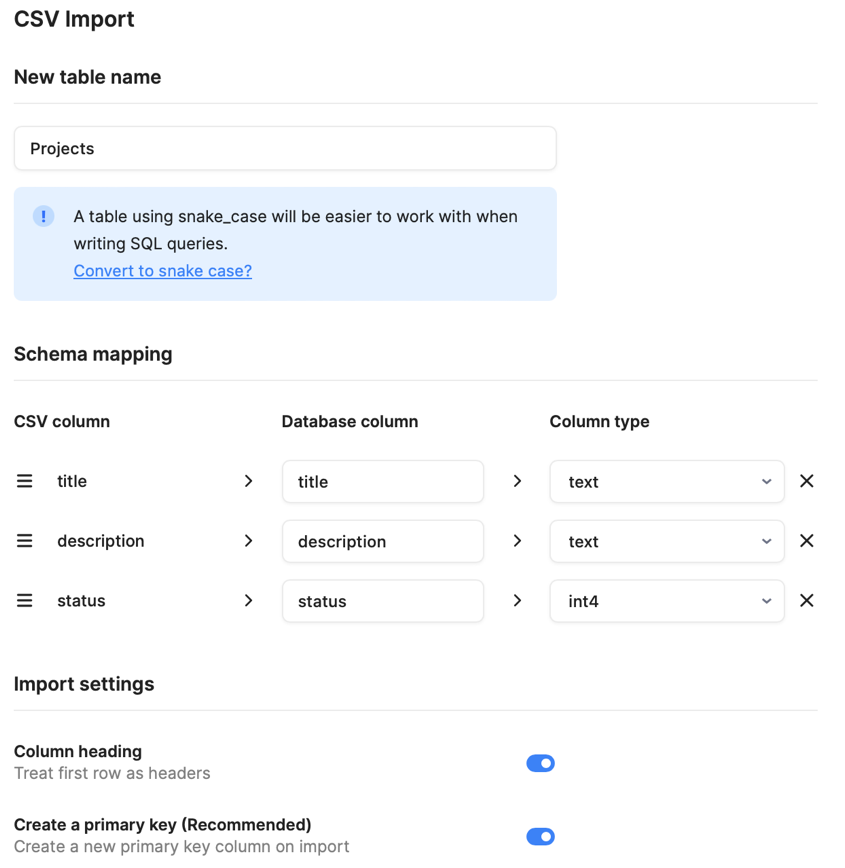 CSV Import
New table name
Projects
! A table using snake_case will be easier to work with when
writing SQL queries.
Convert to snake case?
Schema mapping
CSV column Database column Column type
title title text
description description text
status status int4
Import settings
Column heading
Treat first row as headers
Create a primary key (Recommended)
Create a new primary key column on import